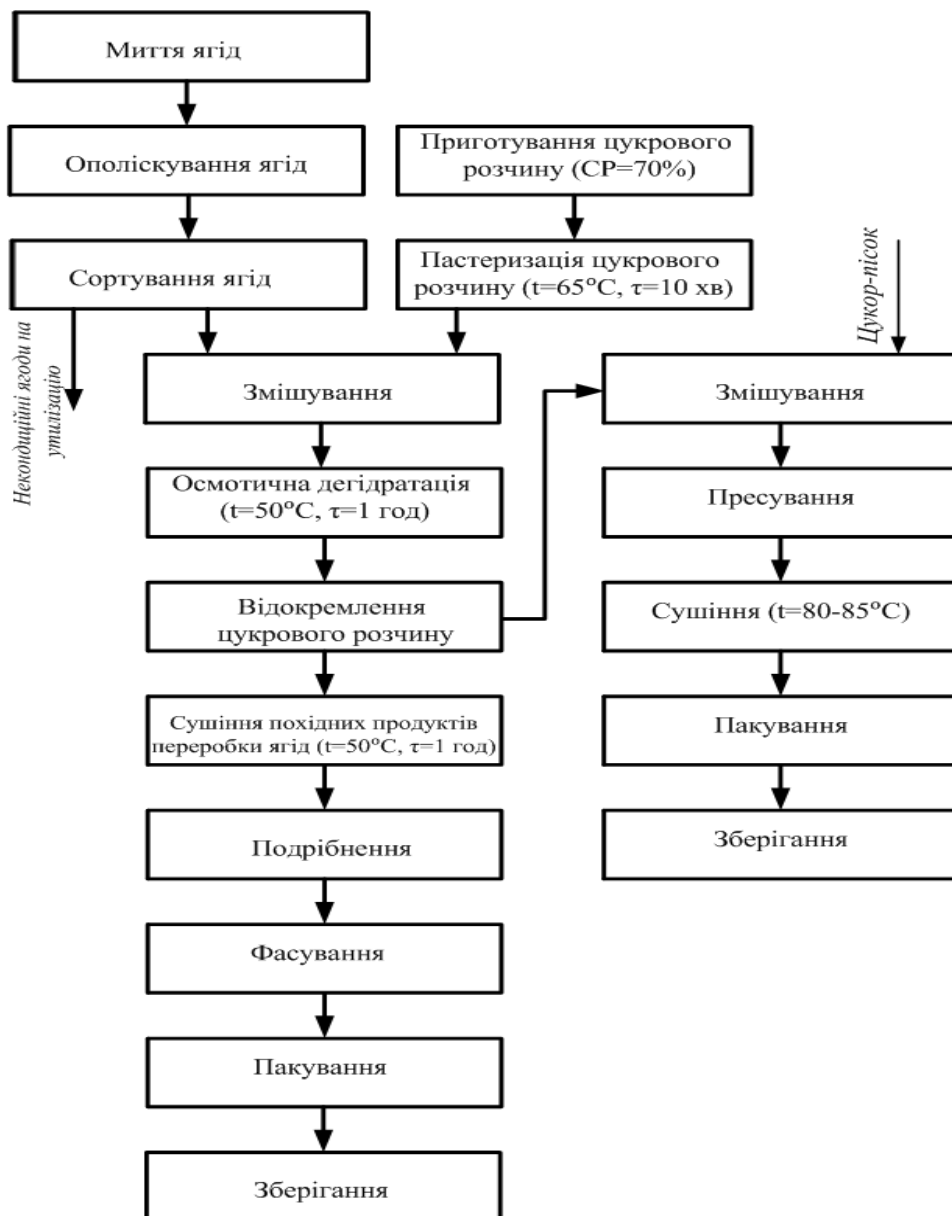 Миття ягід
Ополіскування ягід
Приготування цукрового
розчину (СР=70%)
Сортування ягід
Пастеризація цукрового
розчину (t=65°C, τ=10 хв)
Цукор-пісок
Некондиційні ягоди на
утилізацію
Змішування
Змішування
Осмотична дегідратація
(t=50°C, τ=1 год)
Пресування
Відокремлення
цукрового розчину
Сушіння (t=80-85°C)
Сушіння похідних продуктів
переробки ягід (t=50°C, τ=1 год)
Пакування
Подрібнення
Зберігання
Фасування
Пакування
Зберігання